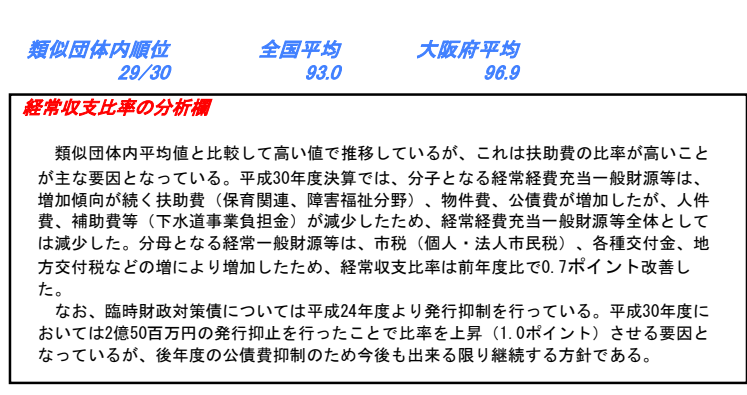 類似団体内順位 全国平均 大阪府平均
29/30 93.0 96.9
経常収支比率の分析欄
類似団体内平均値と比較して高い値で推移しているが、これは扶助費の比率が高いこと
が主な要因となっている。平成30年度決算では、分子となる経常経費充当一般財源等は、
増加傾向が続く扶助費（保育関連、障害福祉分野）、物件費、公債費が増加したが、人件
費、補助費等（下水道事業負担金）が減少したため、経常経費充当一般財源等全体として
は減少した。分母となる経常一般財源等は、市税（個人・法人市民税）、各種交付金、地
方交付税などの増により増加したため、経常収支比率は前年度比で0.7ポイント改善し
た。
なお、臨時財政対策債については平成24年度より発行抑制を行っている。平成30年度に
おいては2億50百万円の発行抑止を行ったことで比率を上昇（1.0ポイント）させる要因と
なっているが、後年度の公債費抑制のため今後も出来る限り継続する方針である。